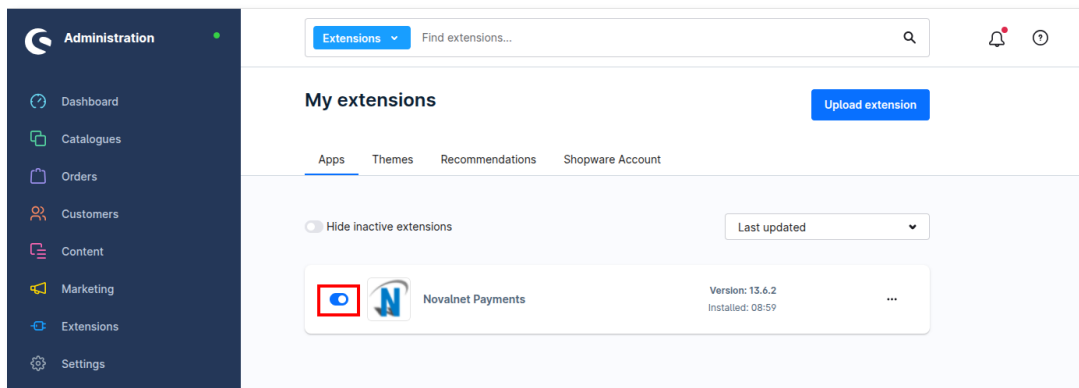 Administration
Extensions
Find extensions...
Dashboard
Catalogues
Orders
Customers
Content
Marketing
Extensions
Settings
My extensions
Upload extension
Apps
Themes
Recommendations
Shopware Account
Hide inactive extensions
Last updated
N
Novalnet Payments
Version: 13.6.2
Installed: 08:59